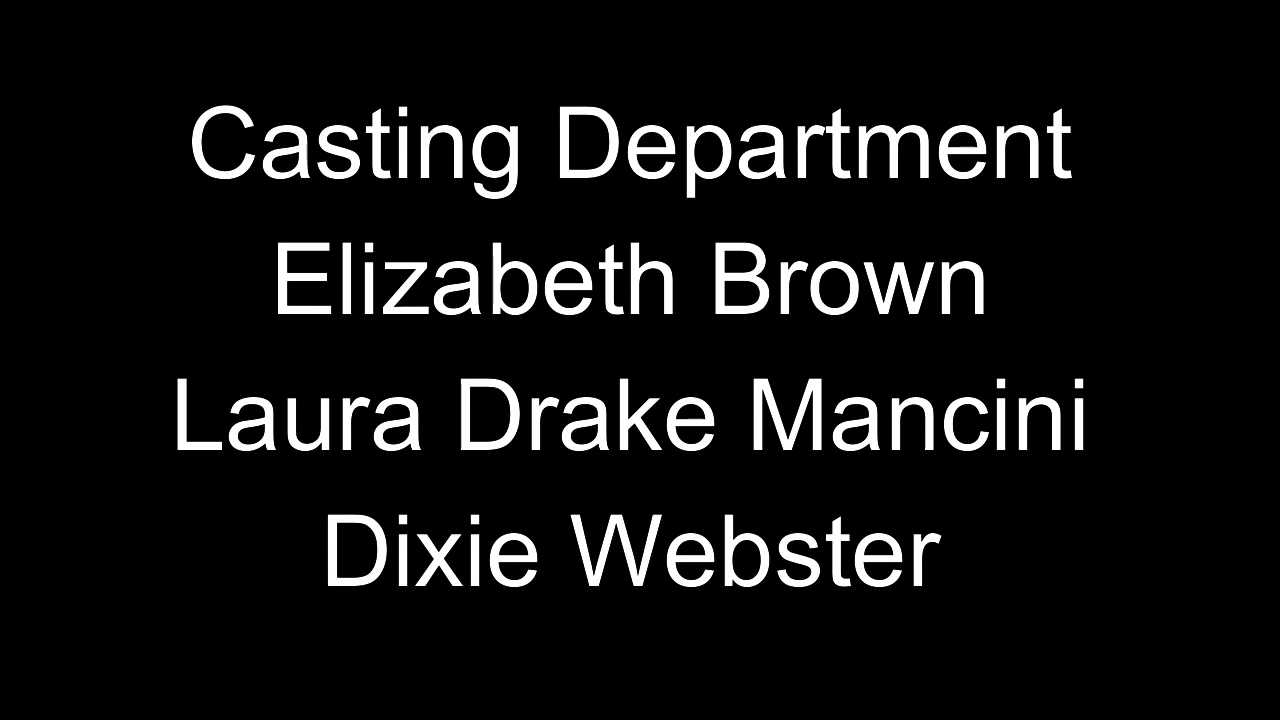 Casting Department
Elizabeth Brown
Laura Drake Mancini
Dixie Webster